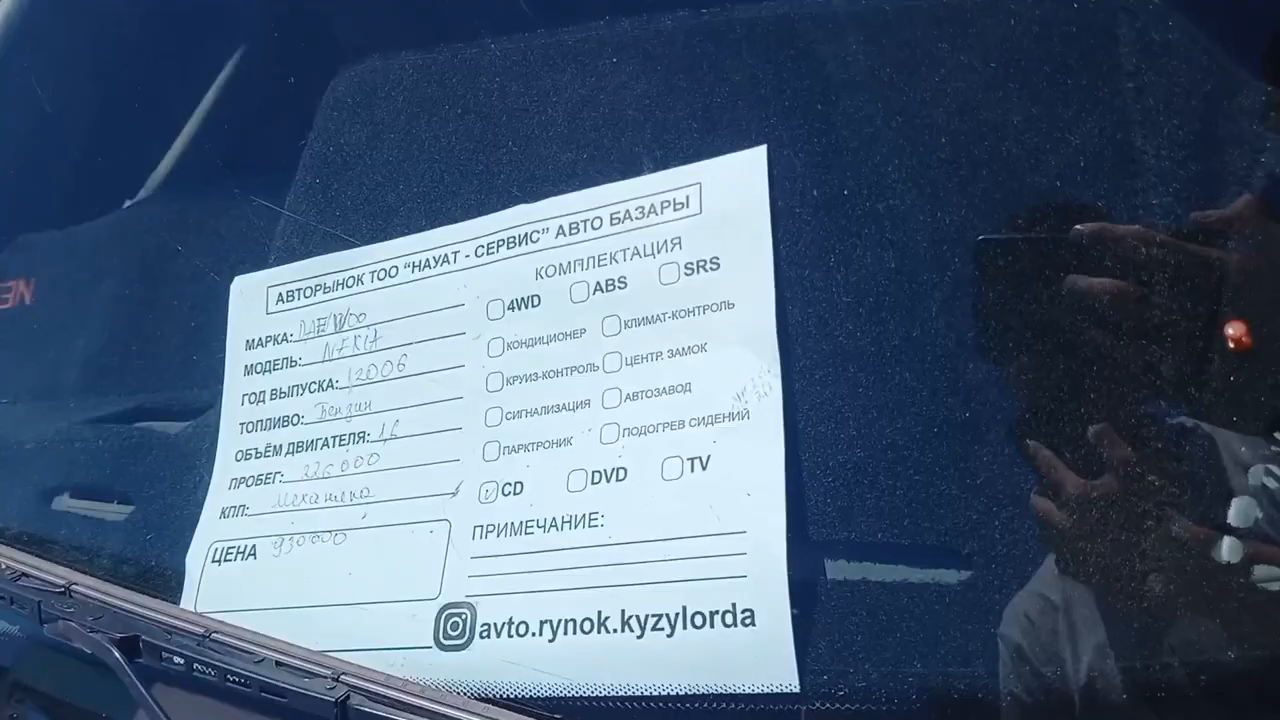 АВТОРЫНОК ТОО “НАУАТ - СЕРВИС” АВТО БАЗАРЫ
МАРКА: DAEWOO
МОДЕЛЬ: NEXIA
ГОД ВЫПУСКА: 2006
ТОПЛИВО: Бензин
ОБЪЁМ ДВИГАТЕЛЯ: 1,6
ПРОБЕГ: 226000
КПП: Механика
ЦЕНА 930000
КОМПЛЕКТАЦИЯ
4WD ABS SRS
КОНДИЦИОНЕР КЛИМАТ-КОНТРОЛЬ
КРУИЗ-КОНТРОЛЬ ЦЕНТР. ЗАМОК
СИГНАЛИЗАЦИЯ АВТОЗАВОД
ПАРКТРОНИК ПОДОГРЕВ СИДЕНИЙ
CD DVD TV
ПРИМЕЧАНИЕ:
avto.rynok.kyzylorda